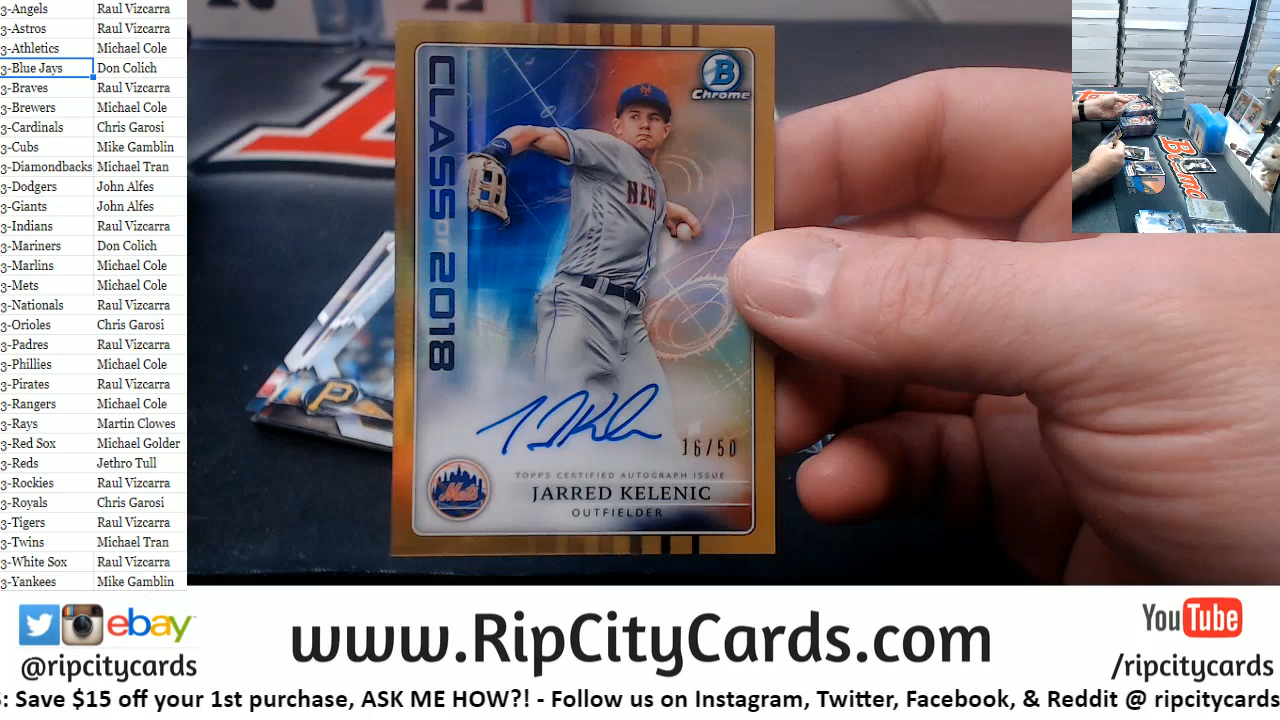 3-Angels Raul Vizcarra
3-Astros Raul Vizcarra
3-Athletics Michael Cole
3-Blue Jays Don Colich
3-Braves Raul Vizcarra
3-Brewers Michael Cole
3-Cardinals Chris Garosi
3-Cubs Mike Gamblin
3-Diamondbacks Michael Tran
3-Dodgers John Alfes
3-Giants John Alfes
3-Indians Raul Vizcarra
3-Mariners Don Colich
3-Marlins Michael Cole
3-Mets Michael Cole
3-Nationals Raul Vizcarra
3-Orioles Chris Garosi
3-Padres Raul Vizcarra
3-Phillies Michael Cole
3-Pirates Raul Vizcarra
3-Rangers Michael Cole
3-Rays Martin Clowes
3-Red Sox Michael Golder
3-Reds Jethro Tull
3-Rockies Raul Vizcarra
3-Royals Chris Garosi
3-Tigers Raul Vizcarra
3-Twins Michael Tran
3-White Sox Raul Vizcarra
3-Yankees Mike Gamblin
CLASS 2018
B
Chrome
NEW
16/50
TOPPS CERTIFIED AUTOGRAPH ISSUE
Mets
JARRED KELENIC
OUTFIELDER
P
ebay
@ripcitycards
www.RipCityCards.com
YouTube
/ripcitycards
: Save $15 off your 1st purchase, ASK ME HOW?! - Follow us on Instagram, Twitter, Facebook, & Reddit @ ripcitycards